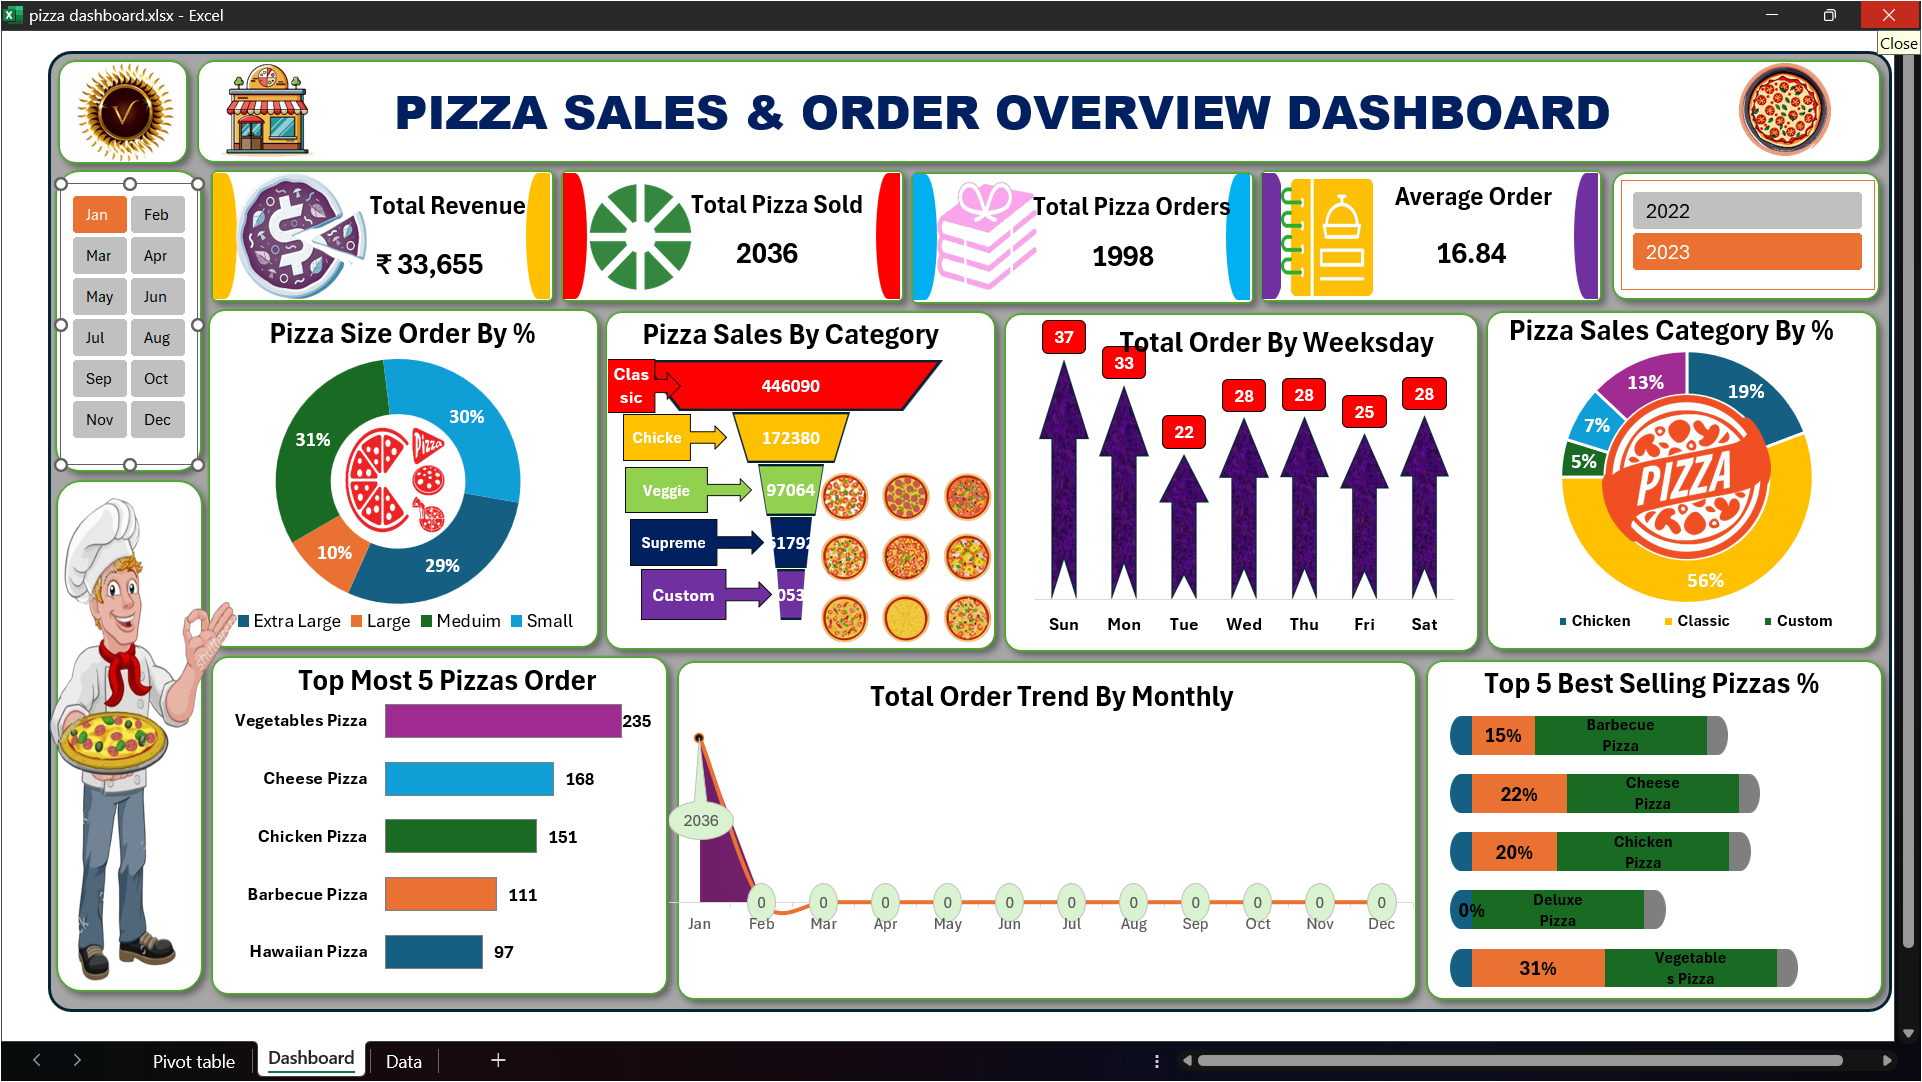 pizza dashboard.xlsx - Excel
Close
PIZZA SALES & ORDER OVERVIEW DASHBOARD
Jan
Feb
Mar
Apr
May
Jun
Jul
Aug
Sep
Oct
Nov
Dec
Total Revenue
₹ 33,655
Total Pizza Sold
2036
Total Pizza Orders
1998
Average Order
16.84
2022
2023
Pizza Size Order By %
30%
31%
10%
29%
Pizza
Extra Large
Large
Meduim
Small
Pizza Sales By Category
Clas
sic
446090
Chicke
172380
Veggie
97064
Supreme
51792
Custom
053
Total Order By Weeksday
37
33
22
28
28
25
28
Sun
Mon
Tue
Wed
Thu
Fri
Sat
Pizza Sales Category By %
13%
19%
7%
5%
56%
PIZZA
Chicken
Classic
Custom
Top Most 5 Pizzas Order
Vegetables Pizza
235
Cheese Pizza
168
Chicken Pizza
151
Barbecue Pizza
111
Hawaiian Pizza
97
Total Order Trend By Monthly
2036
0
0
0
0
0
0
0
0
0
0
0
Jan
Feb
Mar
Apr
May
Jun
Jul
Aug
Sep
Oct
Nov
Dec
Top 5 Best Selling Pizzas %
15%
Barbecue
Pizza
22%
Cheese
Pizza
20%
Chicken
Pizza
0%
Deluxe
Pizza
31%
Vegetable
s Pizza
Pivot table
Dashboard
Data